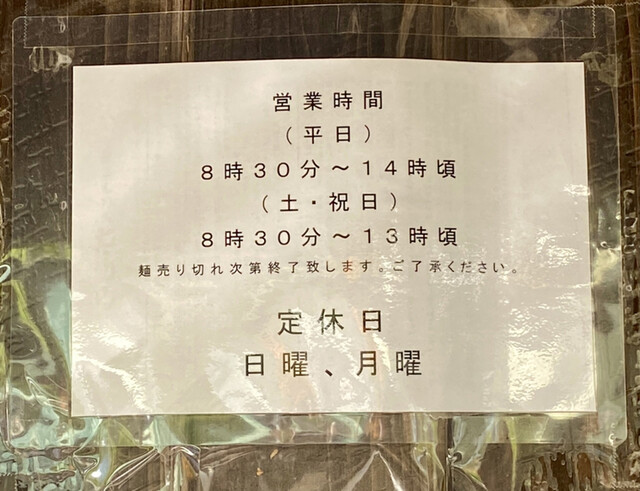 営業時間
(平日)
8時30分～14時頃
(土・祝日)
8時30分～13時頃
麺売り切れ次第終了致します。ご了承ください。
定休日
日曜、月曜